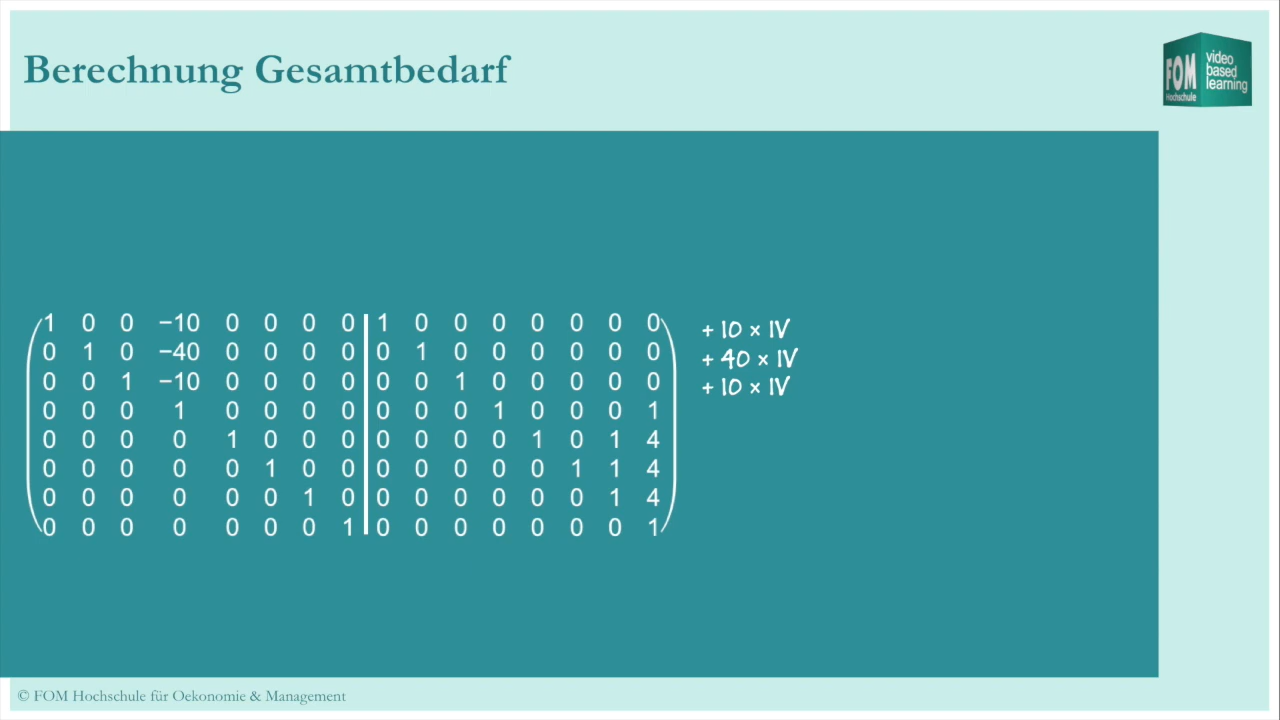 Berechnung Gesamtbedarf
FOM Hochschule
video based learning
1 0 0 −10 0 0 0 0 | 1 0 0 0 0 0 0 0 + 10 × IV
0 1 0 −40 0 0 0 0 | 0 1 0 0 0 0 0 0 + 40 × IV
0 0 1 −10 0 0 0 0 | 0 0 1 0 0 0 0 0 + 10 × IV
0 0 0 1 0 0 0 0 | 0 0 0 1 0 0 0 1
0 0 0 0 1 0 0 0 | 0 0 0 0 1 0 1 4
0 0 0 0 0 1 0 0 | 0 0 0 0 0 1 1 4
0 0 0 0 0 0 1 0 | 0 0 0 0 0 0 1 4
0 0 0 0 0 0 0 1 | 0 0 0 0 0 0 0 1
© FOM Hochschule für Oekonomie & Management